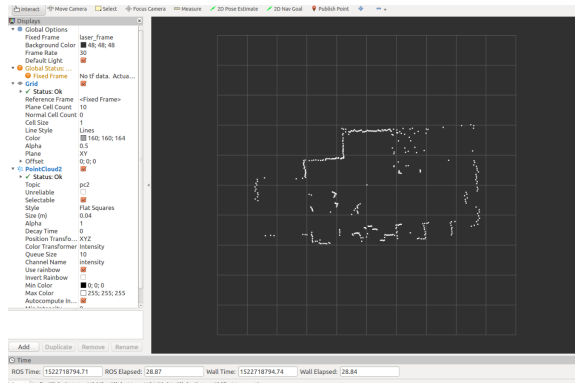 Interact Move Camera Select Focus Camera Measure 2D Pose Estimate 2D Nav Goal Publish Point
Displays
Global Options
Fixed Frame laser_frame
Background Color 48; 48; 48
Frame Rate 30
Default Light
Global Status:...
Fixed Frame No tf data. Actua...
Grid
Status: Ok
Reference Frame <Fixed Frame>
Plane Cell Count 10
Normal Cell Count 0
Cell Size 1
Line Style Lines
Color 160; 160; 164
Alpha 0.5
Plane XY
Offset 0; 0; 0
PointCloud2
Status: Ok
Topic pc2
Unreliable
Selectable
Style Flat Squares
Size (m) 0.04
Alpha 1
Decay Time 0
Position Transfo... XYZ
Color Transformer Intensity
Queue Size 10
Channel Name intensity
Use rainbow
Invert Rainbow
Min Color 0; 0; 0
Max Color 255; 255; 255
Autocompute In...
Add Duplicate Remove Rename
Time
ROS Time: 1522718794.71 ROS Elapsed: 28.87 Wall Time: 1522718794.74 Wall Elapsed: 28.84